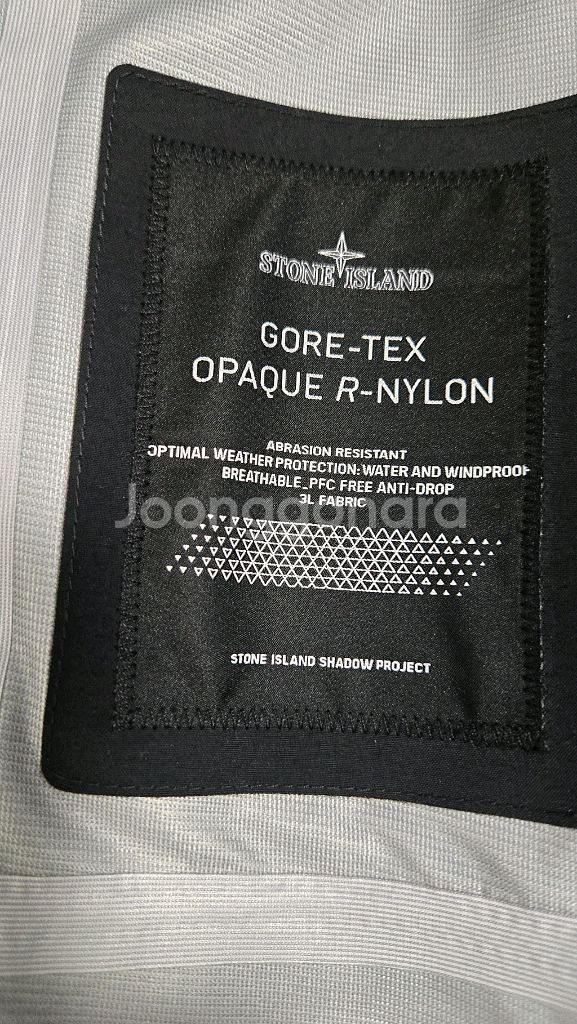 STONE ISLAND
GORE-TEX
OPAQUE R-NYLON
ABRASION RESISTANT
OPTIMAL WEATHER PROTECTION: WATER AND WINDPROOF
BREATHABLE_PFC FREE ANTI-DROP
3L FABRIC
Joongonara
STONE ISLAND SHADOW PROJECT